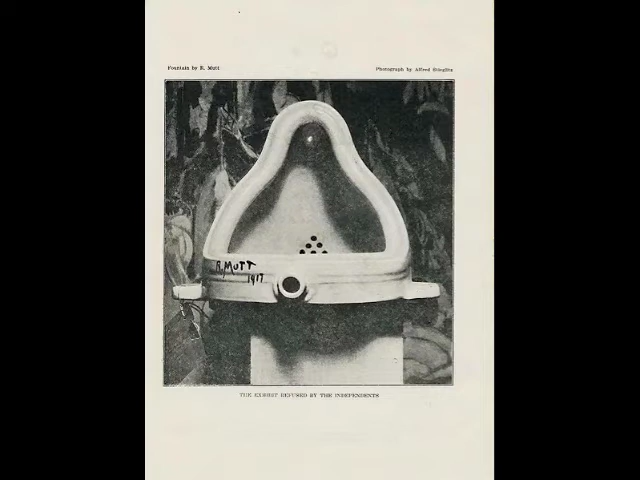 Fountain by R. Mutt
Photograph by Alfred Stieglitz
R. MUTT
1917
THE EXHIBIT REFUSED BY THE INDEPENDENTS